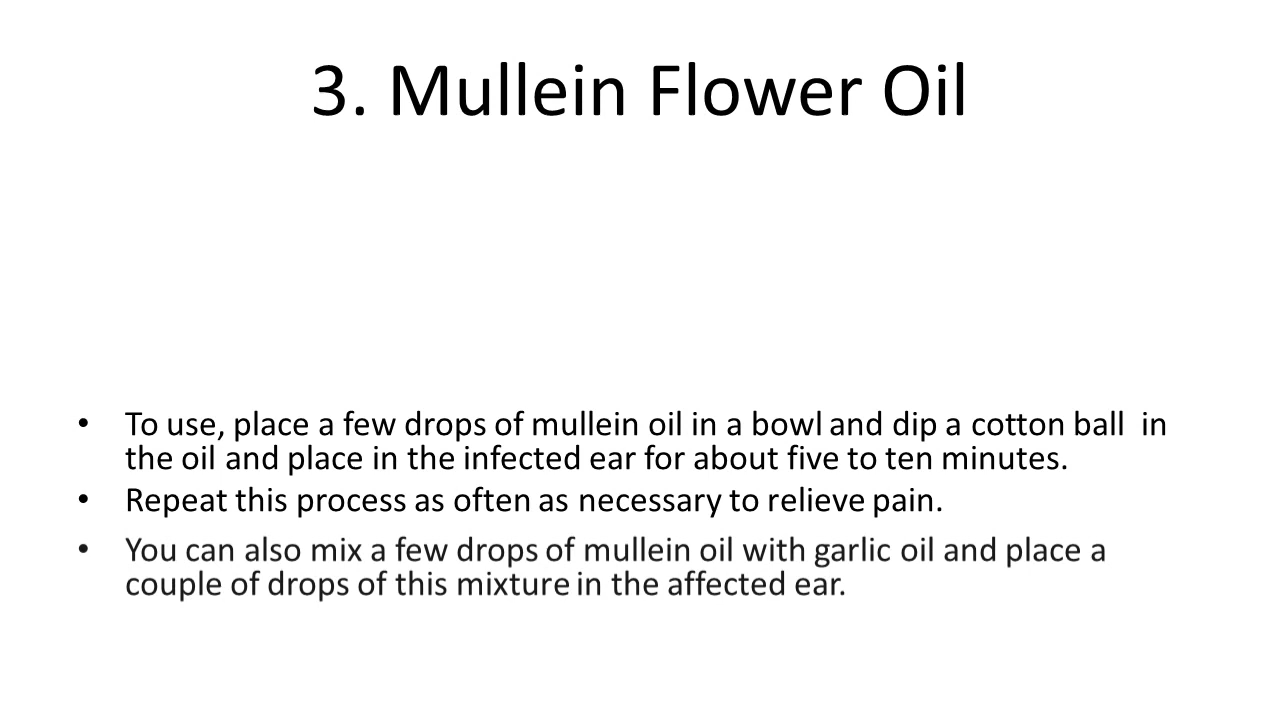 3. Mullein Flower Oil
• To use, place a few drops of mullein oil in a bowl and dip a cotton ball  in
the oil and place in the infected ear for about five to ten minutes.
• Repeat this process as often as necessary to relieve pain.
• You can also mix a few drops of mullein oil with garlic oil and place a
couple of drops of this mixture in the affected ear.